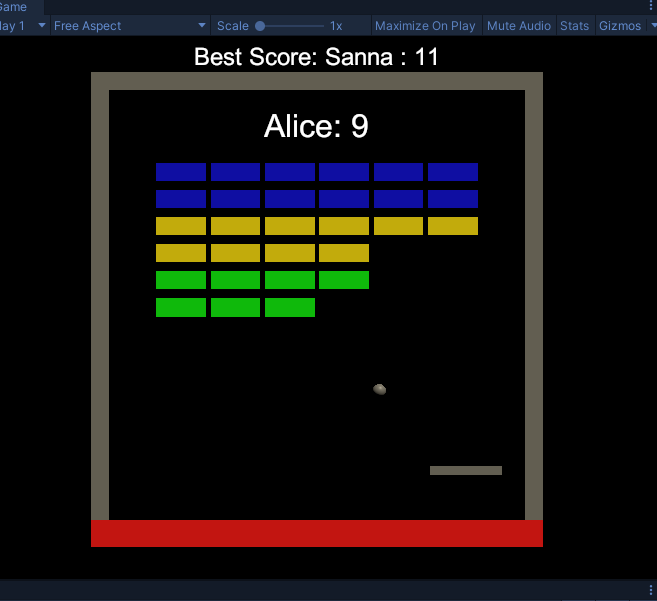 Game
lay 1 Free Aspect Scale 1x Maximize On Play Mute Audio Stats Gizmos
Best Score: Sanna : 11
Alice: 9